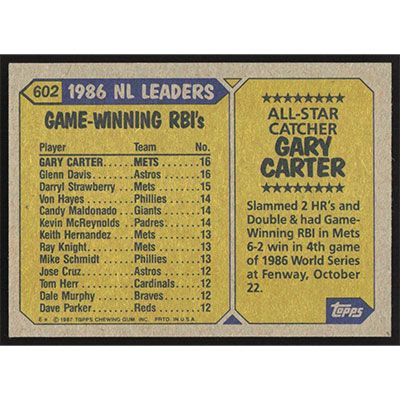 602 1986 NL LEADERS
GAME-WINNING RBI's
Player Team No.
GARY CARTER METS 16
Glenn Davis Astros 16
Darryl Strawberry Mets 15
Von Hayes Phillies 14
Candy Maldonado Giants 14
Kevin McReynolds Padres 14
Keith Hernandez Mets 13
Ray Knight Mets 13
Mike Schmidt Phillies 13
Jose Cruz Astros 12
Tom Herr Cardinals 12
Dale Murphy Braves 12
Dave Parker Reds 12
© 1987 TOPPS CHEWING GUM, INC. PRTD. IN U.S.A.
ALL-STAR
CATCHER
GARY
CARTER
Slammed 2 HR's and
Double & had Game-
Winning RBI in Mets
6-2 win in 4th game
of 1986 World Series
at Fenway, October
22.
TOPPS